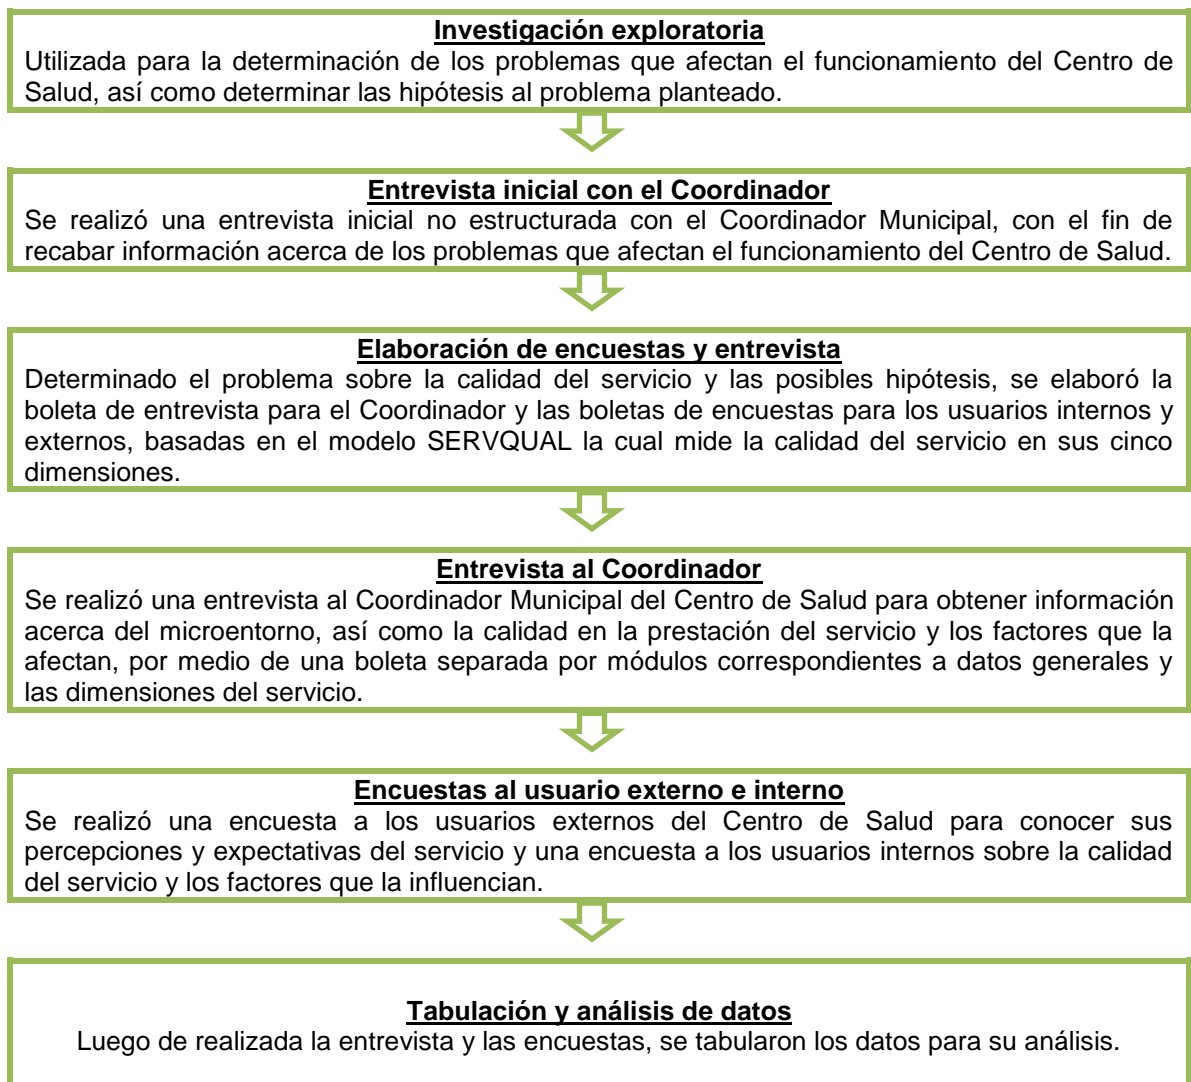 Investigación exploratoria
Utilizada para la determinación de los problemas que afectan el funcionamiento del Centro de
Salud, así como determinar las hipótesis al problema planteado.
Entrevista inicial con el Coordinador
Se realizó una entrevista inicial no estructurada con el Coordinador Municipal, con el fin de
recabar información acerca de los problemas que afectan el funcionamiento del Centro de Salud.
Elaboración de encuestas y entrevista
Determinado el problema sobre la calidad del servicio y las posibles hipótesis, se elaboró la
boleta de entrevista para el Coordinador y las boletas de encuestas para los usuarios internos y
externos, basadas en el modelo SERVQUAL la cual mide la calidad del servicio en sus cinco
dimensiones.
Entrevista al Coordinador
Se realizó una entrevista al Coordinador Municipal del Centro de Salud para obtener información
acerca del microentorno, así como la calidad en la prestación del servicio y los factores que la
afectan, por medio de una boleta separada por módulos correspondientes a datos generales y
las dimensiones del servicio.
Encuestas al usuario externo e interno
Se realizó una encuesta a los usuarios externos del Centro de Salud para conocer sus
percepciones y expectativas del servicio y una encuesta a los usuarios internos sobre la calidad
del servicio y los factores que la influencian.
Tabulación y análisis de datos
Luego de realizada la entrevista y las encuestas, se tabularon los datos para su análisis.